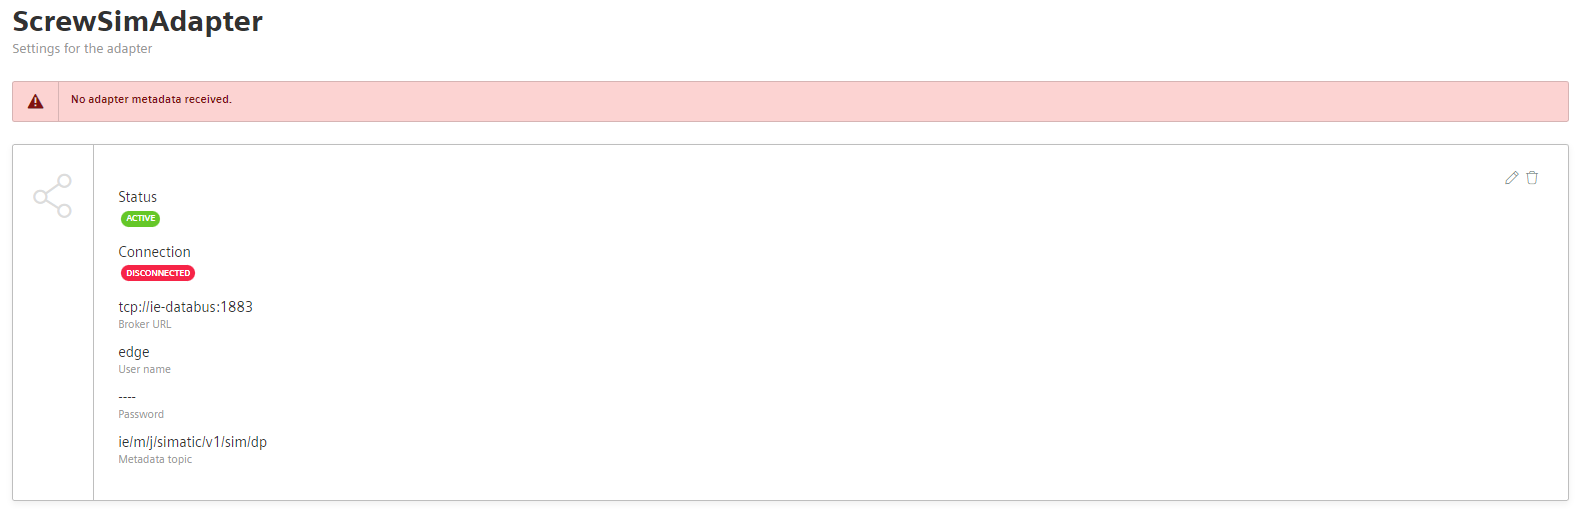 ScrewSimAdapter
Settings for the adapter
No adapter metadata received.
Status
ACTIVE
Connection
DISCONNECTED
tcp://ie-databus:1883
Broker URL
edge
User name
----
Password
ie/m/j/simatic/v1/sim/dp
Metadata topic